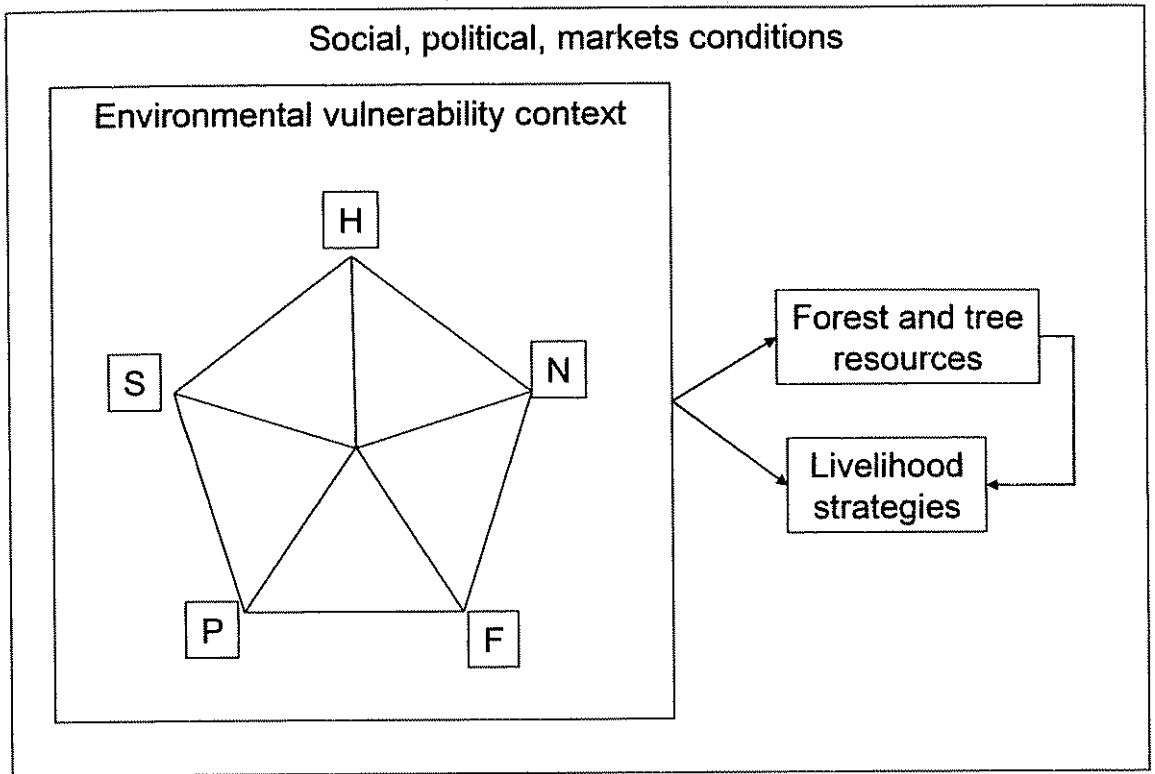 Social, political, markets conditions
Environmental vulnerability context
H
S
N
P
F
Forest and tree
resources
Livelihood
strategies